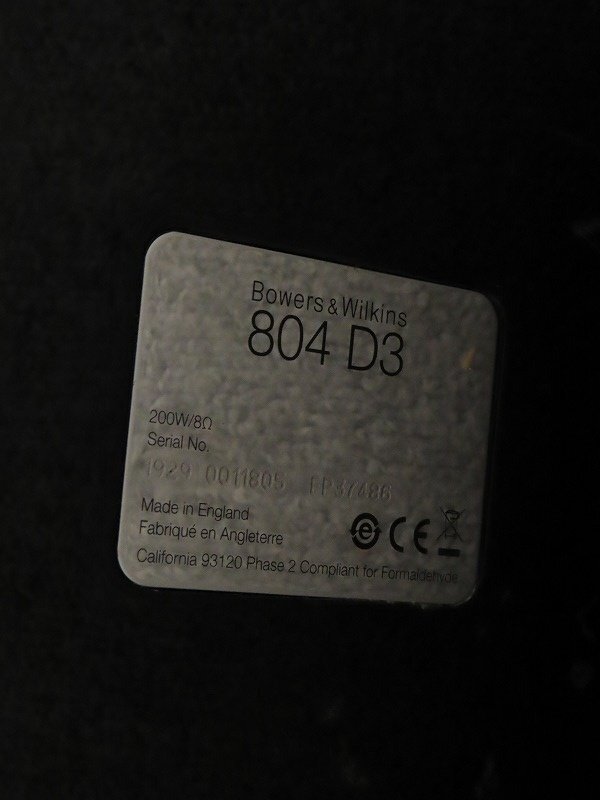 Bowers & Wilkins
804 D3
200W/8Ω
Serial No.
1929 0011805 FP37486
Made in England
Fabriqué en Angleterre
California 93120 Phase 2 Compliant for Formaldehyde